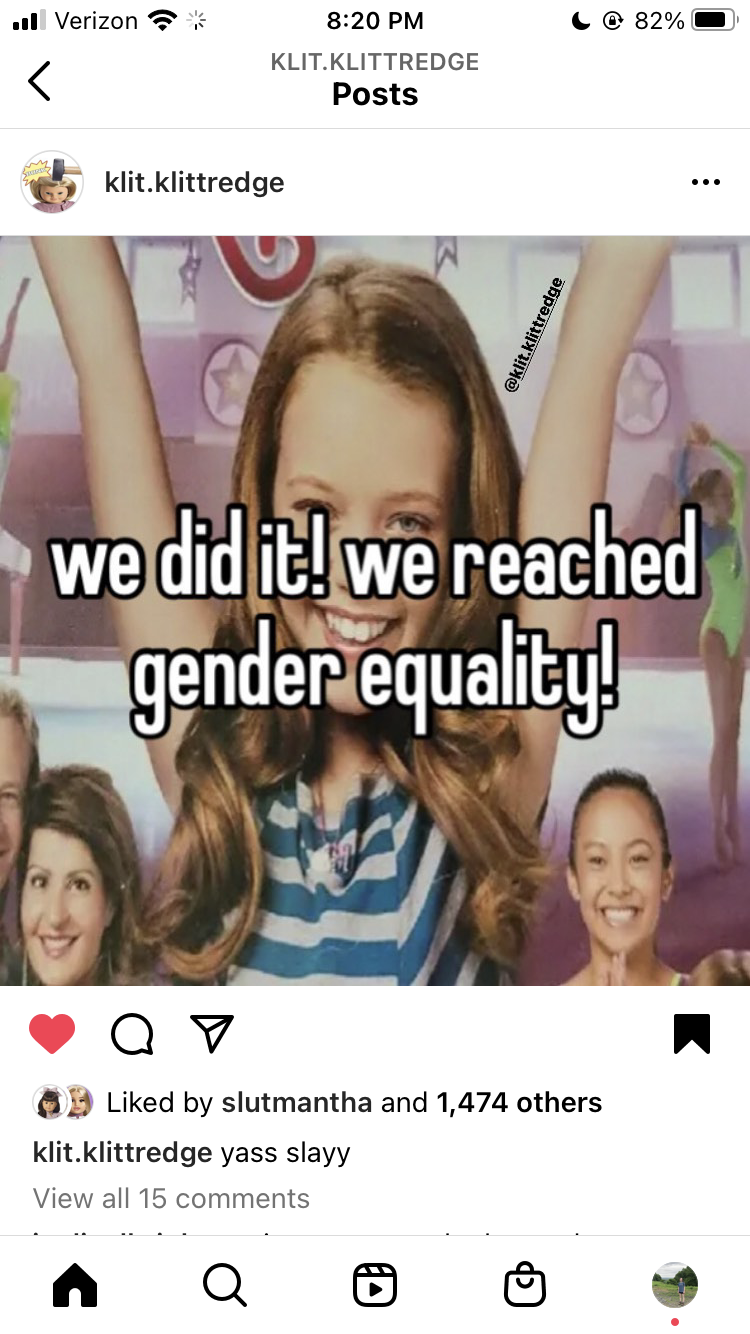 Verizon
8:20 PM
82%
KLIT.KLITTREDGE
Posts
klit.klittredge
@klit.klittredge
we did it! we reached
gender equality!
Liked by slutmantha and 1,474 others
klit.klittredge yass slayy
View all 15 comments